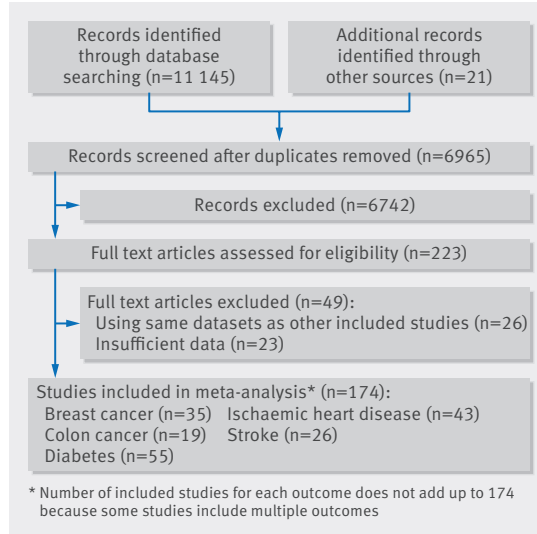 Records identified
through database
searching (n=11 145)
Additional records
identified through
other sources (n=21)
Records screened after duplicates removed (n=6965)
Records excluded (n=6742)
Full text articles assessed for eligibility (n=223)
Full text articles excluded (n=49):
Using same datasets as other included studies (n=26)
Insufficient data (n=23)
Studies included in meta-analysis* (n=174):
Breast cancer (n=35) Ischaemic heart disease (n=43)
Colon cancer (n=19) Stroke (n=26)
Diabetes (n=55)
* Number of included studies for each outcome does not add up to 174
because some studies include multiple outcomes